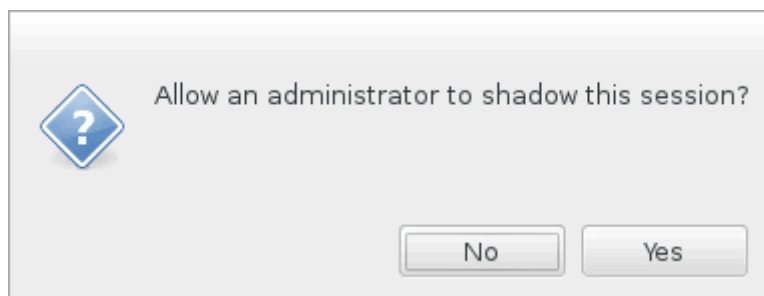 Allow an administrator to shadow this session?
No
Yes